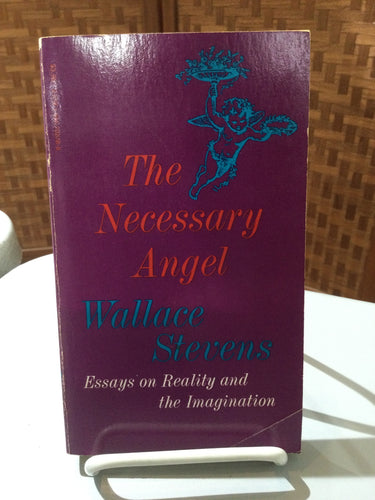 The
Necessary
Angel
Wallace
Stevens
Essays on Reality and
the Imagination